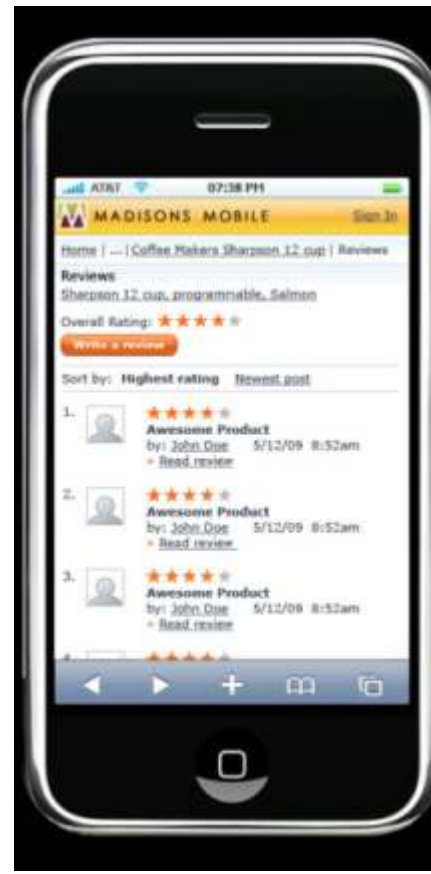 AT&T 07:38 PM
MADISONS MOBILE Sign In
Home | ... | Coffee Makers Sharpson 12 cup | Reviews
Reviews
Sharpson 12 cup, programmable, Salmon
Overall Rating:
Write a review
Sort by: Highest rating Newest post
1.
Awesome Product
by: John Doe 5/12/09 8:52am
Read review
2.
Awesome Product
by: John Doe 5/12/09 8:52am
Read review
3.
Awesome Product
by: John Doe 5/12/09 8:52am
Read review
4.